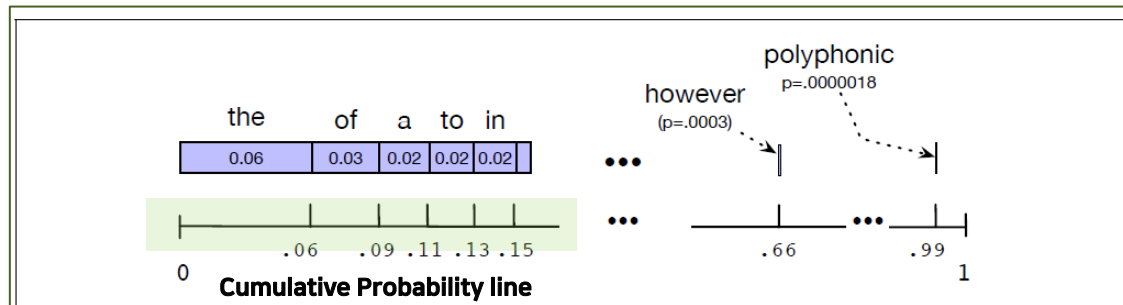 polyphonic
p=.0000018
however
(p=.0003)
the of a to in
0.06 0.03 0.02 0.02 0.02
•••
••• •••
.06 .09 .11 .13 .15 .66 .99
0 1
Cumulative Probability line